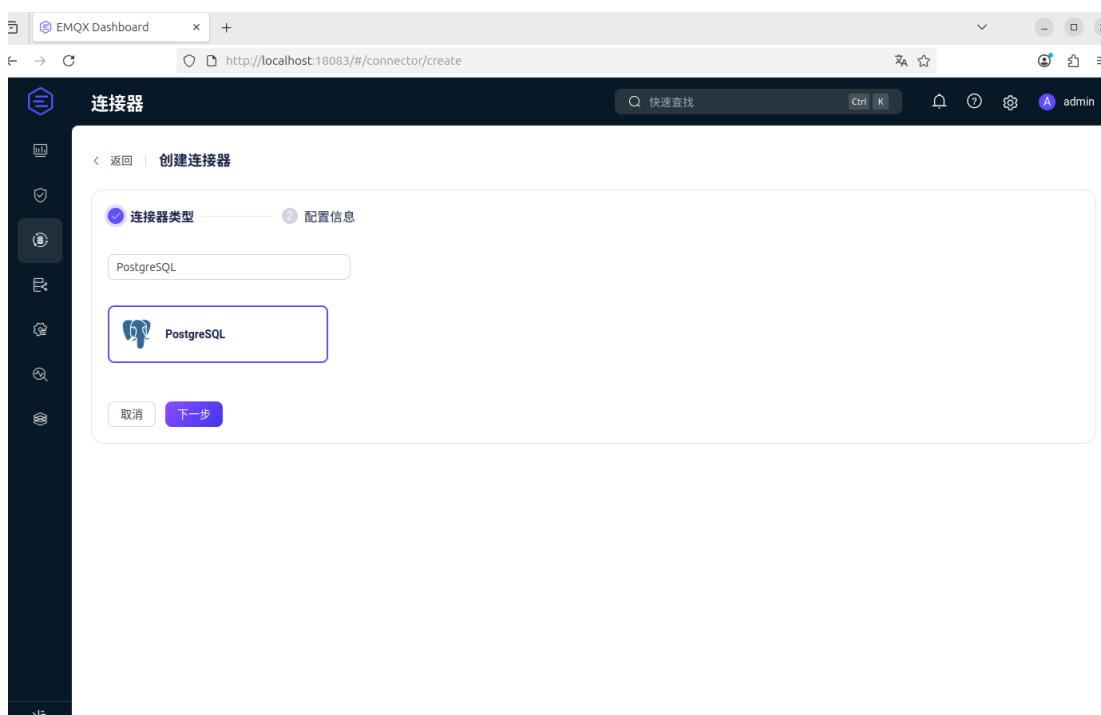 EMQX Dashboard
http://localhost:18083/#/connector/create
连接器
快速查找 Ctrl K
A admin
返回 创建连接器
连接器类型 2 配置信息
PostgreSQL
PostgreSQL
取消 下一步